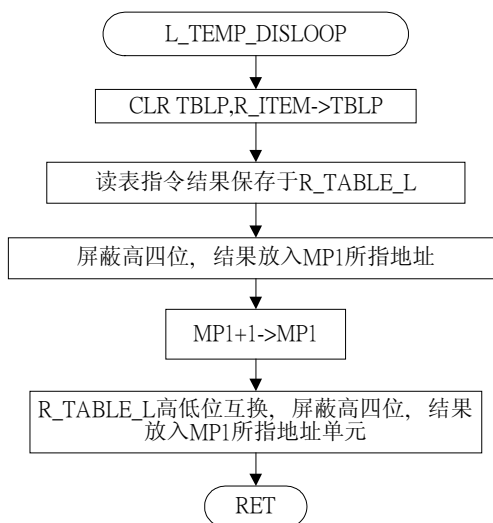 L_TEMP_DISLOOP
CLR TBLP,R_ITEM->TBLP
读表指令结果保存于R_TABLE_L
屏蔽高四位，结果放入MP1所指地址
MP1+1->MP1
R_TABLE_L高低位互换，屏蔽高四位，结果
放入MP1所指地址单元
RET